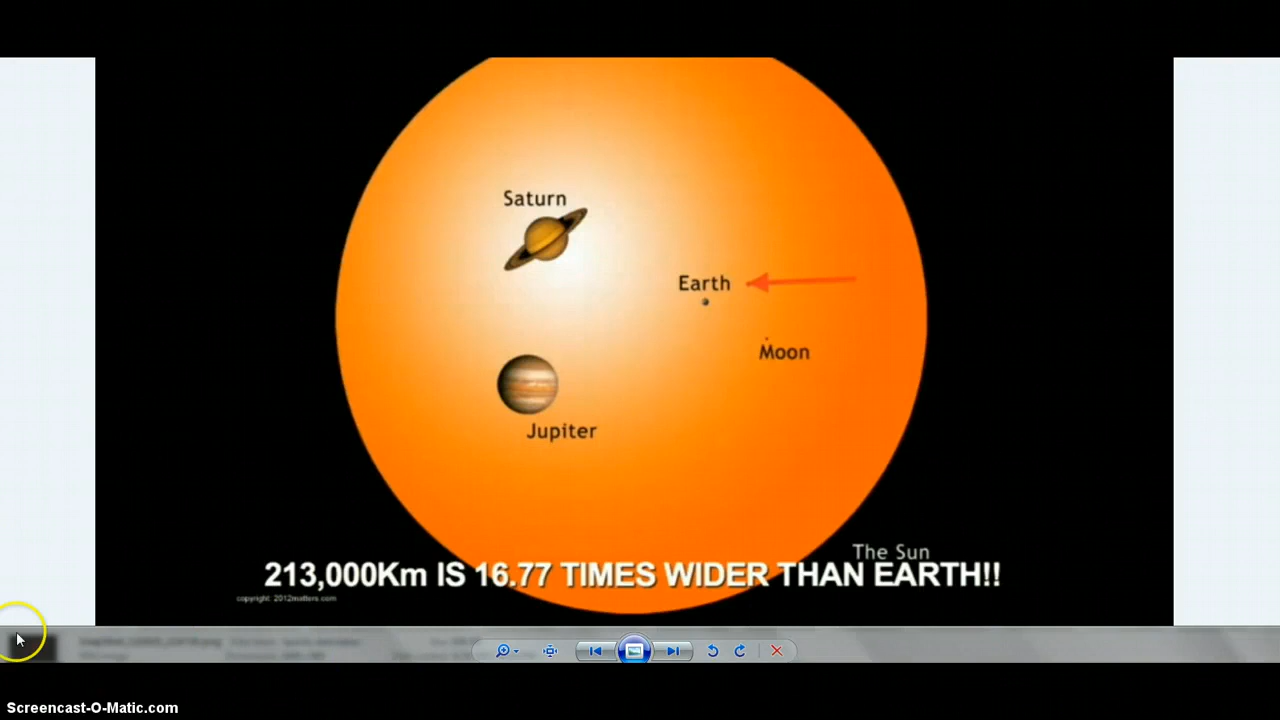 Saturn
Earth
Moon
Jupiter
The Sun
213,000Km IS 16.77 TIMES WIDER THAN EARTH!!
copyright: 2012matters.com
Screencast-O-Matic.com